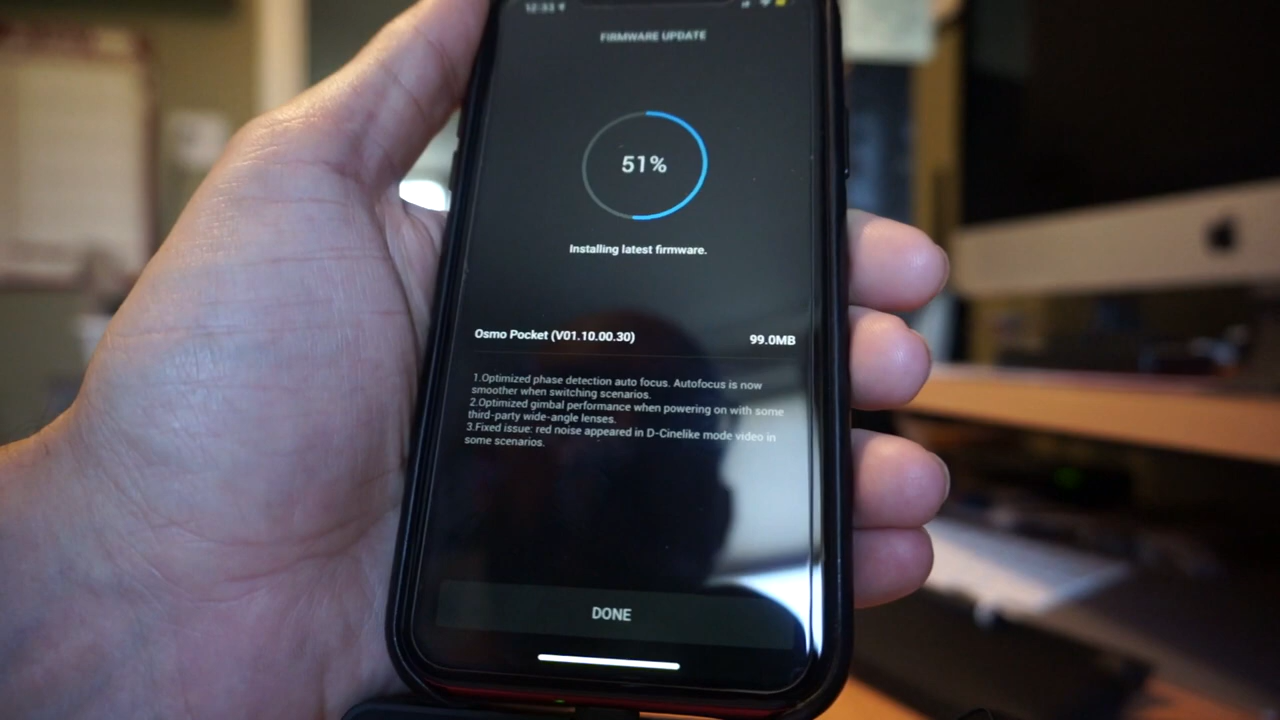 12:33
FIRMWARE UPDATE
51%
Installing latest firmware.
Osmo Pocket (V01.10.00.30)
99.0MB
1.Optimized phase detection auto focus. Autofocus is now
smoother when switching scenarios.
2.Optimized gimbal performance when powering on with some
third-party wide-angle lenses.
3.Fixed issue: red noise appeared in D-Cinelike mode video in
some scenarios.
DONE